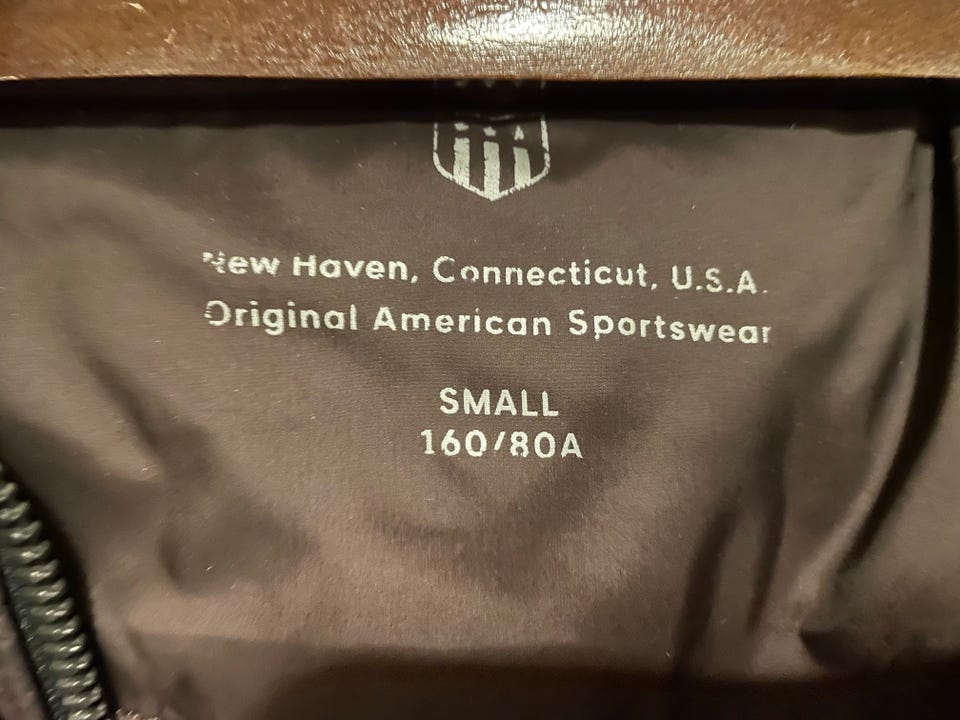 New Haven, Connecticut, U.S.A.
Original American Sportswear
SMALL
160/80A